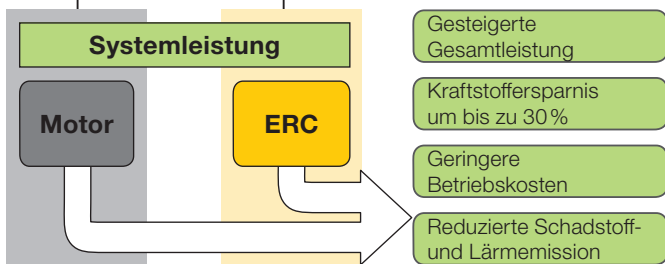 Systemleistung
Motor
ERC
Gesteigerte
Gesamtleistung
Kraftstoffersparnis
um bis zu 30 %
Geringere
Betriebskosten
Reduzierte Schadstoff-
und Lärmemission